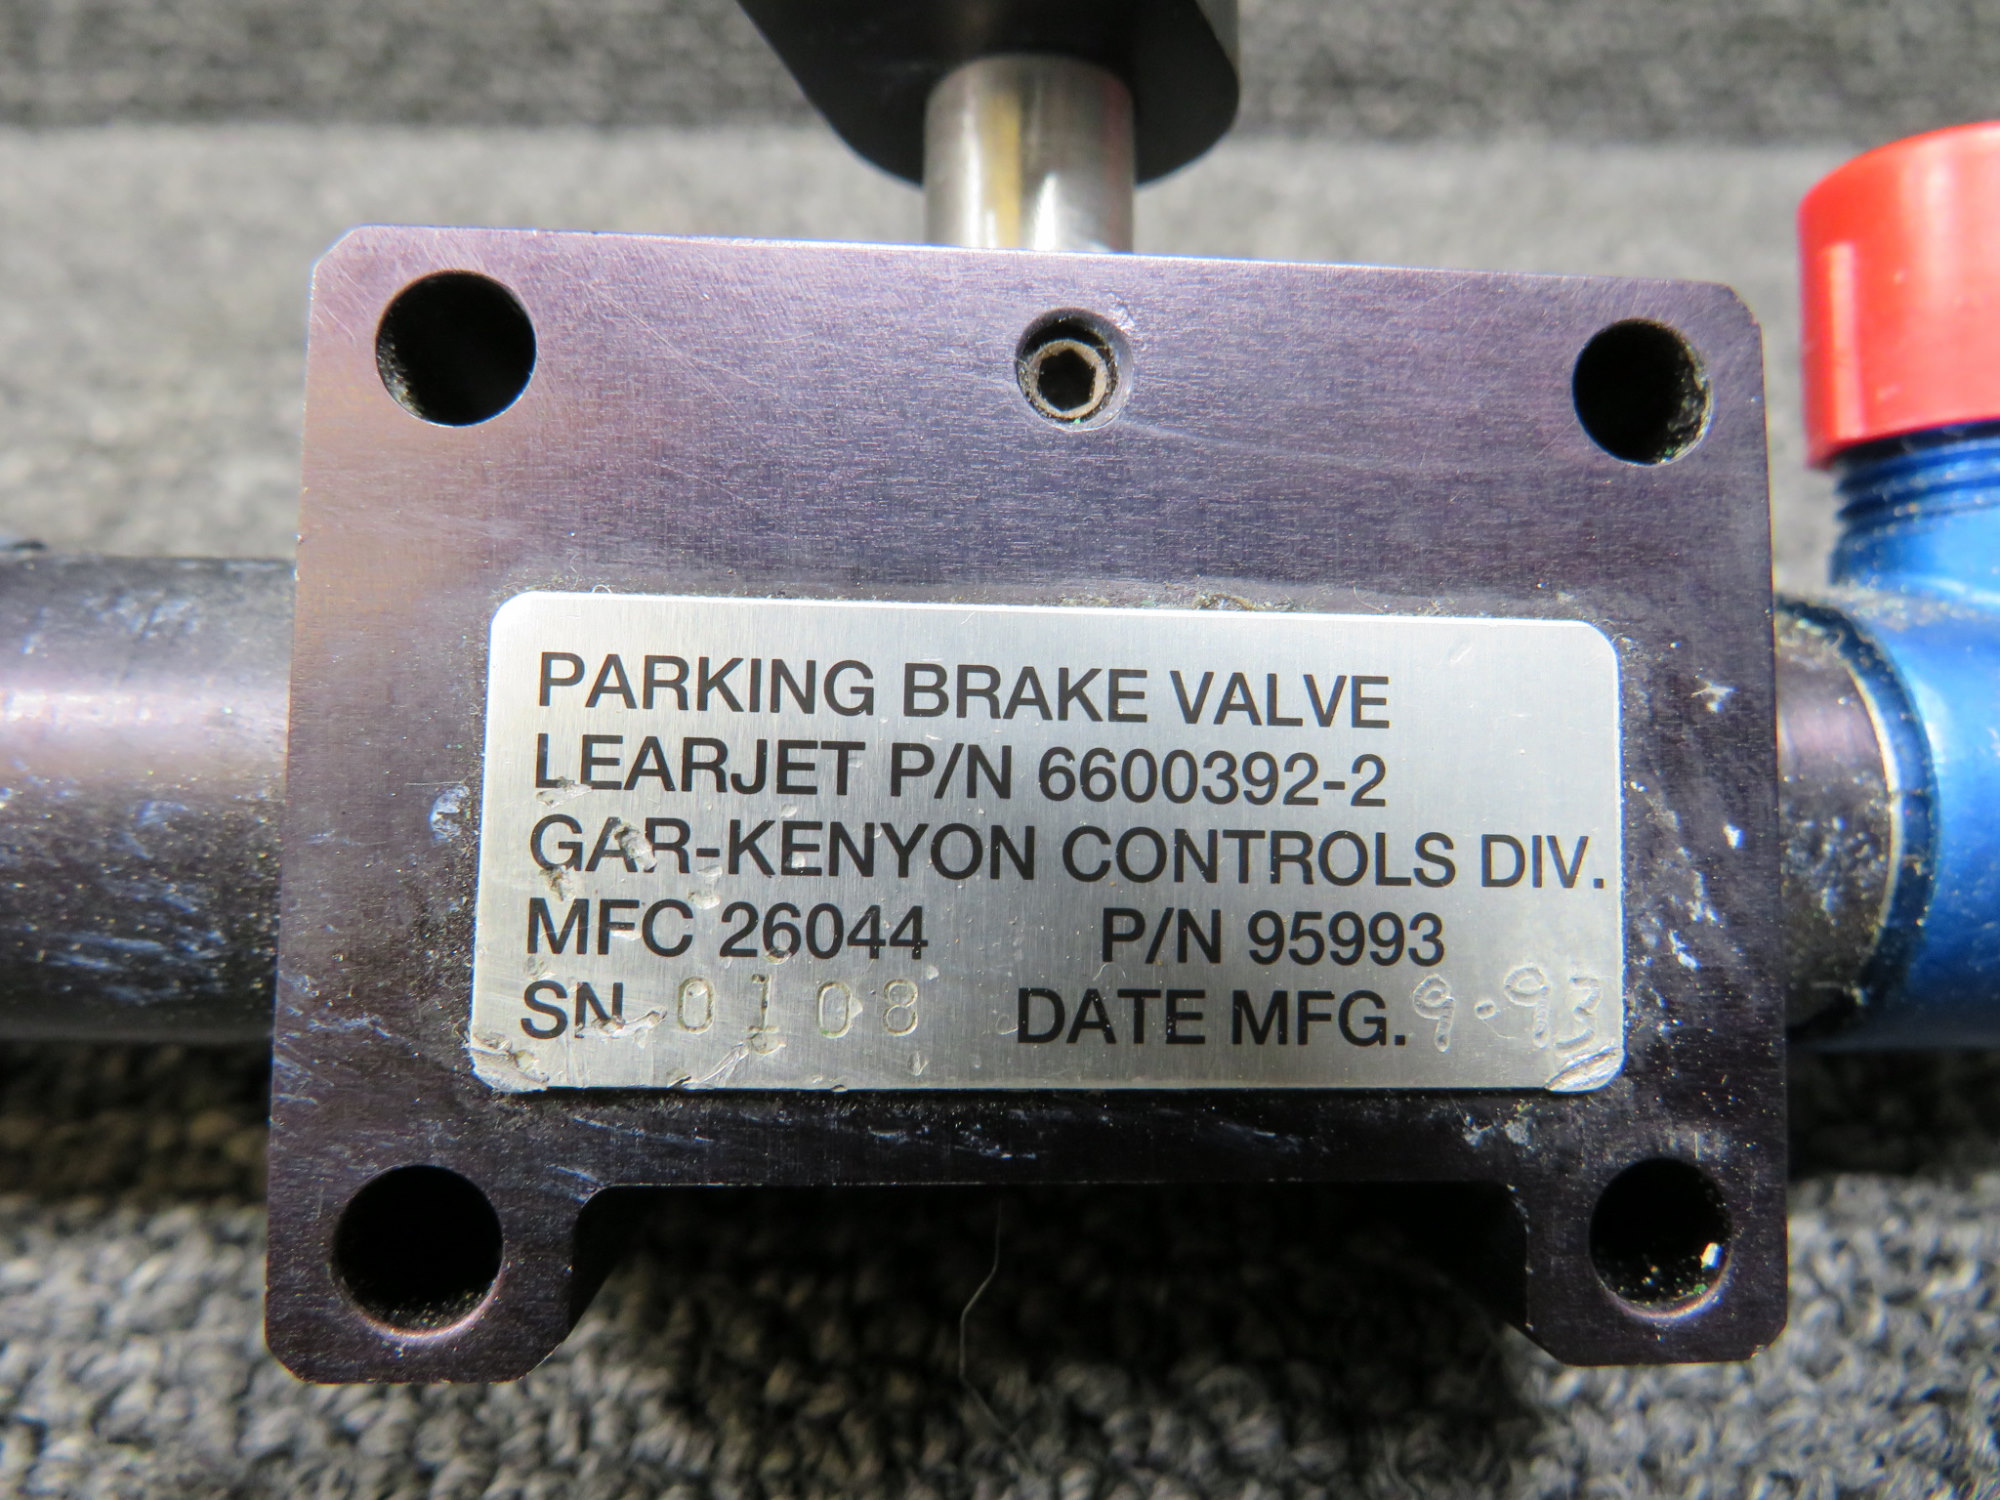 PARKING BRAKE VALVE
LEARJET P/N 6600392-2
GAR-KENYON CONTROLS DIV.
MFC 26044 P/N 95993
SN 0108 DATE MFG. 9.93